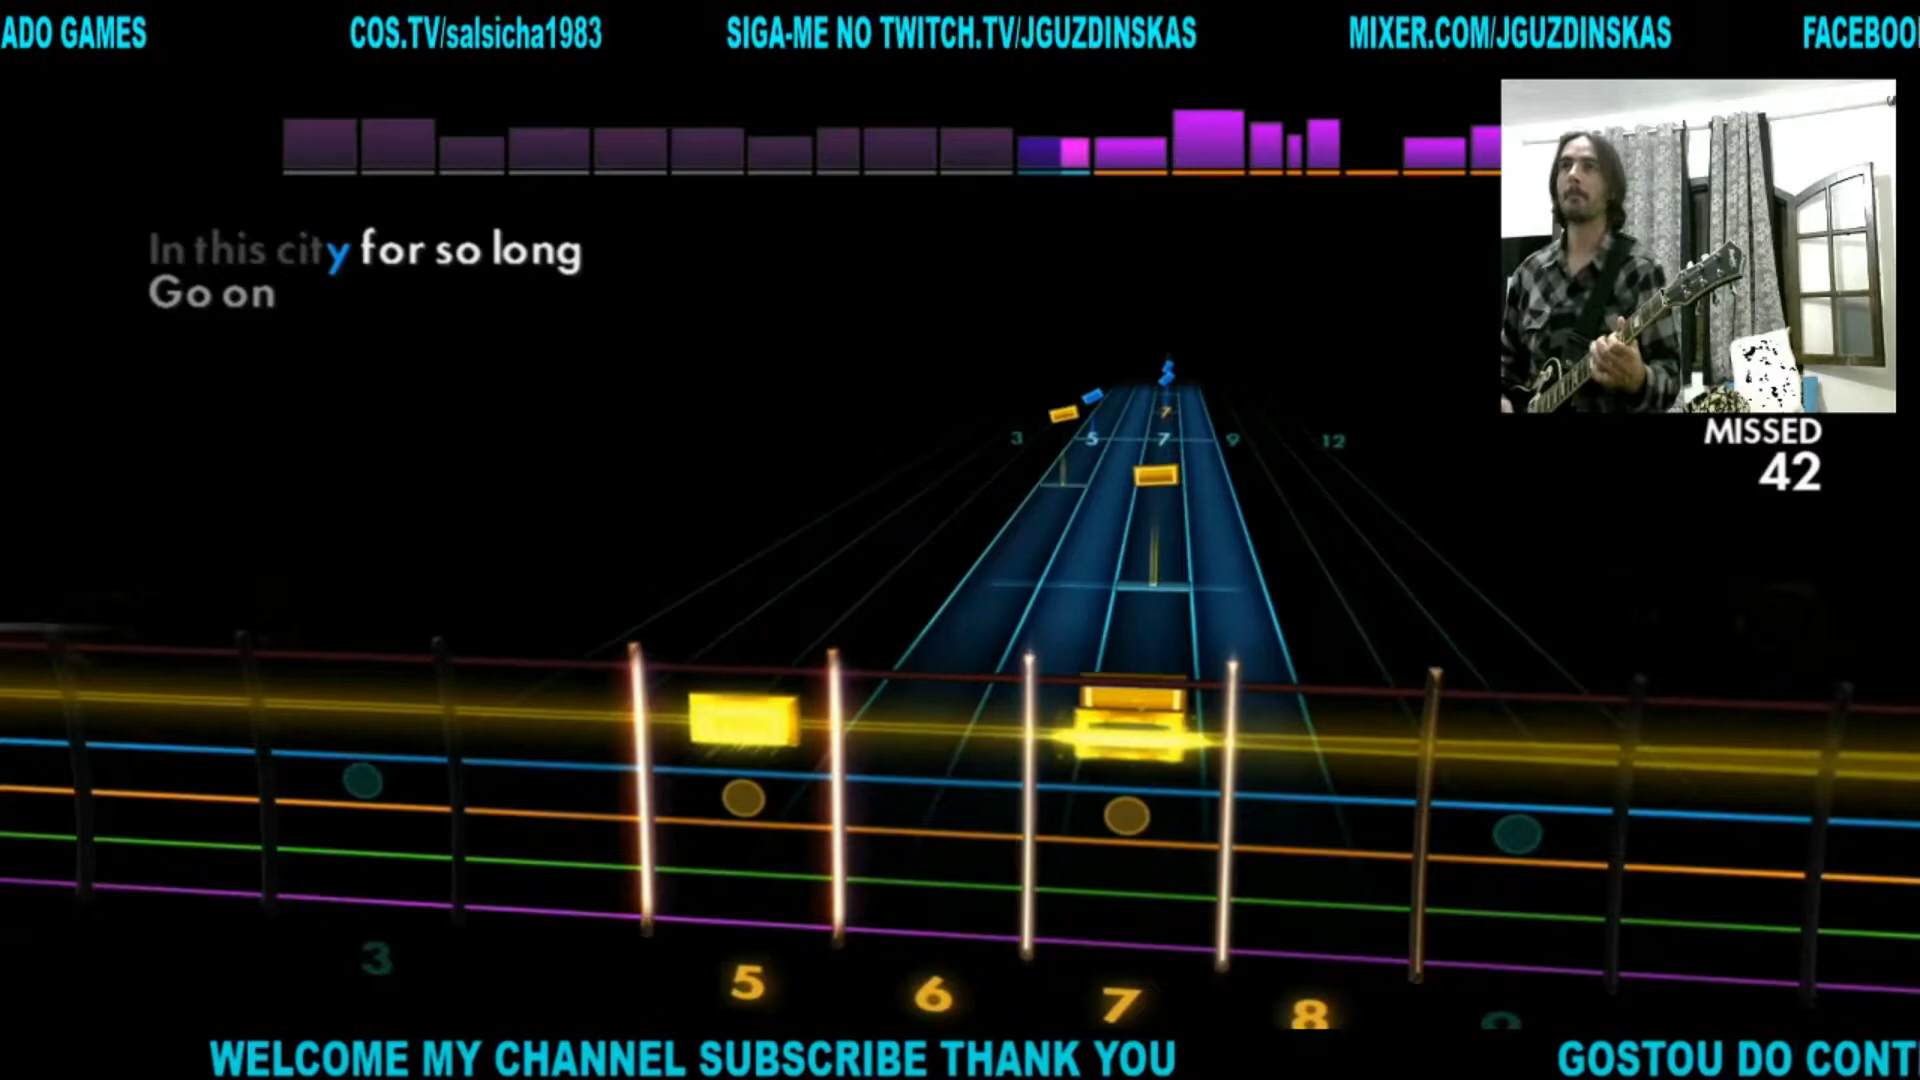 ADO GAMES COS.TV/salsicha1983 SIGA-ME NO TWITCH.TV/JGUZDINSKAS MIXER.COM/JGUZDINSKAS FACEBOO
In this city for so long
Go on
MISSED
42
7
3 5 7 9 12
3 5 6 7 8 9
WELCOME MY CHANNEL SUBSCRIBE THANK YOU GOSTOU DO CONT